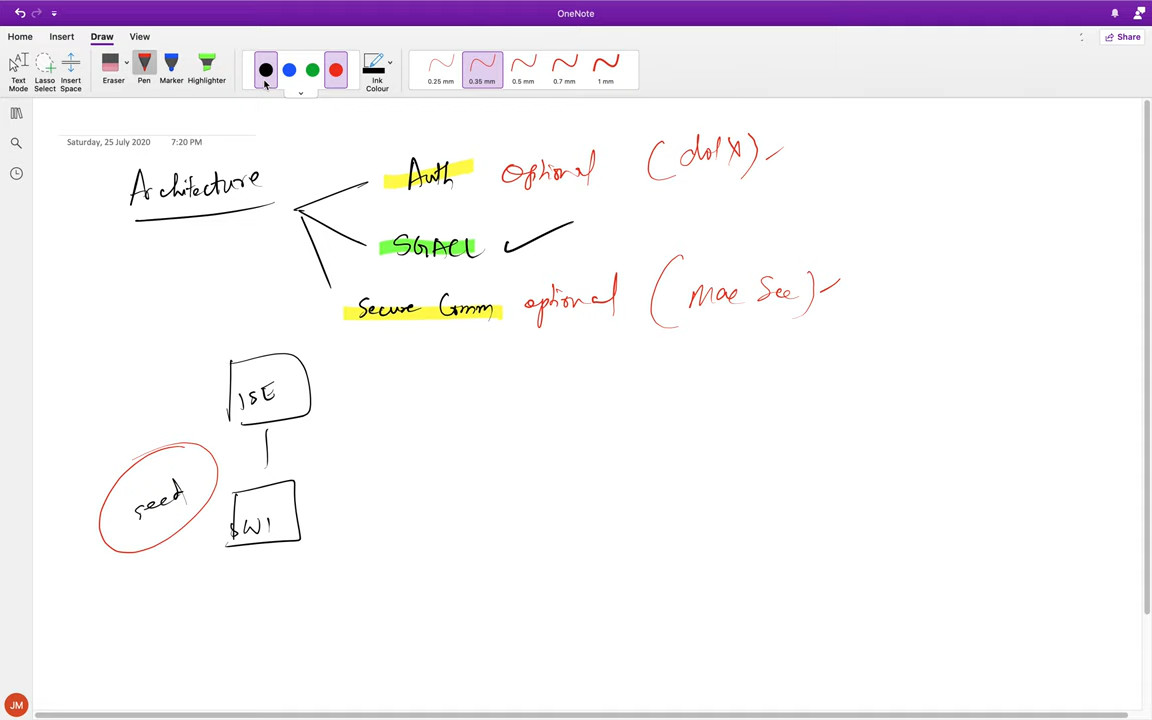 OneNote
Home Insert Draw View Share
Text Mode Lasso Select Insert Space Eraser Pen Marker Highlighter Ink Colour 0.25 mm 0.35 mm 0.5 mm 0.7 mm 1 mm
Saturday, 25 July 2020 7:20 PM
Architecture
Auth optional (dot1X)
SGACL
Secure Comm optional (Mac Sec)
ISE
seed
SW1
JM